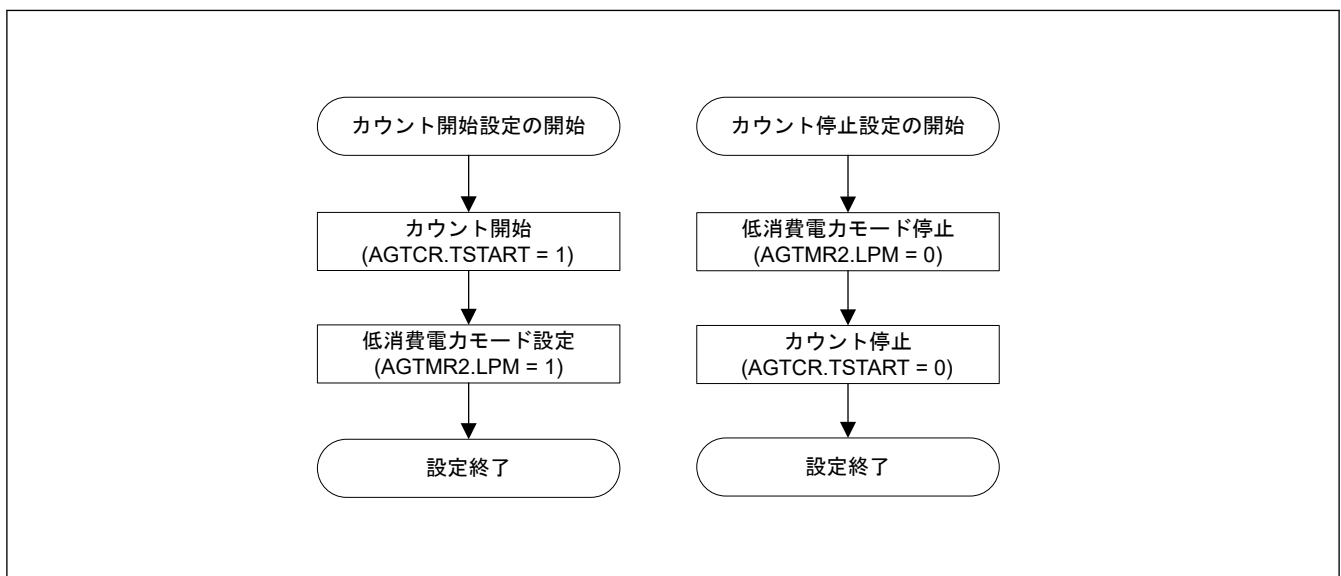 カウント開始設定の開始
カウント開始
(AGTCR.TSTART = 1)
低消費電力モード設定
(AGTMR2.LPM = 1)
設定終了
カウント停止設定の開始
低消費電力モード停止
(AGTMR2.LPM = 0)
カウント停止
(AGTCR.TSTART = 0)
設定終了